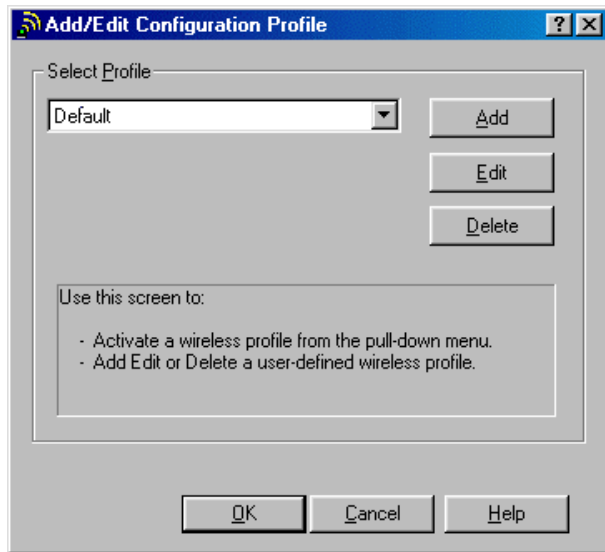 Add/Edit Configuration Profile
Select Profile
Default
Add
Edit
Delete
Use this screen to:
- Activate a wireless profile from the pull-down menu.
- Add Edit or Delete a user-defined wireless profile.
OK
Cancel
Help